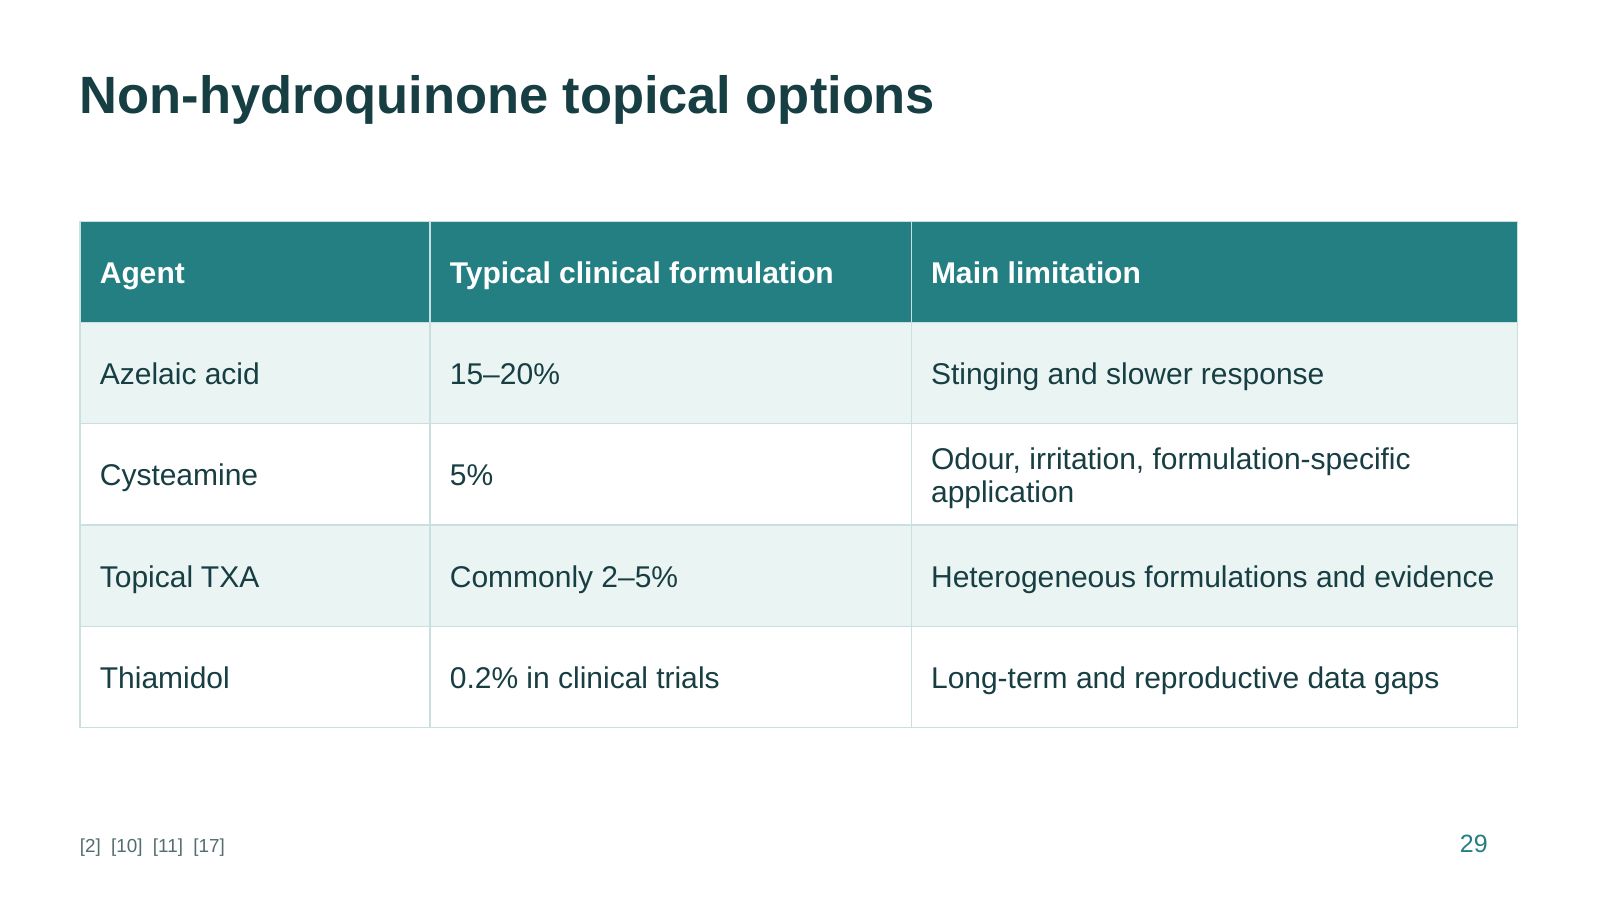 Non-hydroquinone topical options
Agent
Typical clinical formulation
Main limitation
Azelaic acid
15–20%
Stinging and slower response
Cysteamine
5%
Odour, irritation, formulation-specific
application
Topical TXA
Commonly 2–5%
Heterogeneous formulations and evidence
Thiamidol
0.2% in clinical trials
Long-term and reproductive data gaps
[2] [10] [11] [17]
29